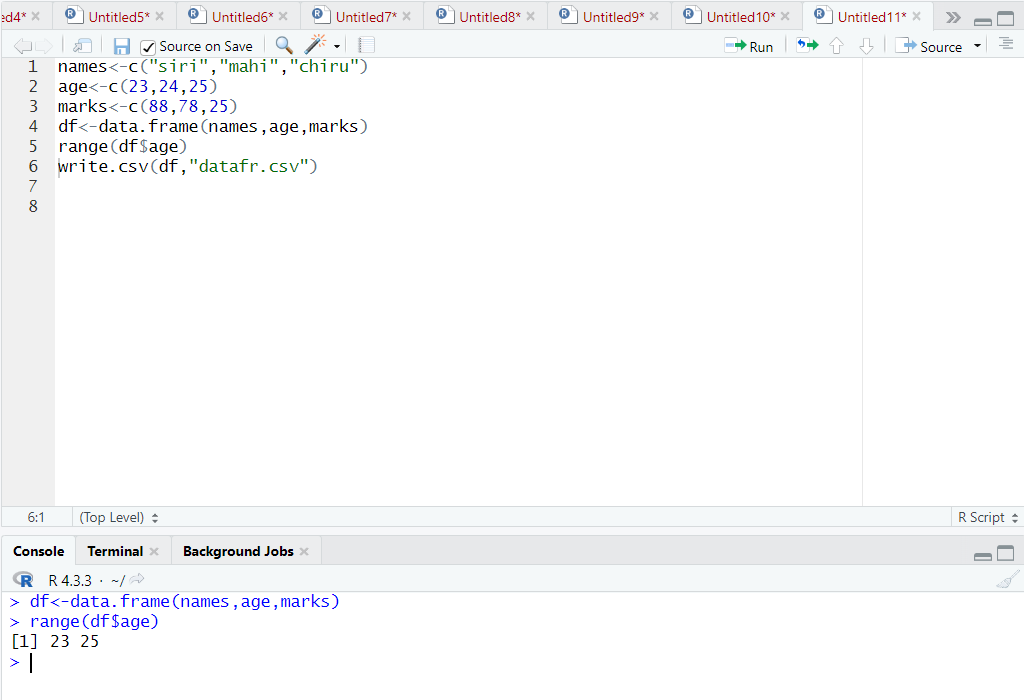 ed4* Untitled5* Untitled6* Untitled7* Untitled8* Untitled9* Untitled10* Untitled11*
Source on Save Run Source
1 names<-c("siri","mahi","chiru")
2 age<-c(23,24,25)
3 marks<-c(88,78,25)
4 df<-data.frame(names,age,marks)
5 range(df$age)
6 write.csv(df,"datafr.csv")
7
8
6:1 (Top Level) R Script
Console Terminal Background Jobs
R R 4.3.3 · ~/
> df<-data.frame(names,age,marks)
> range(df$age)
[1] 23 25
>